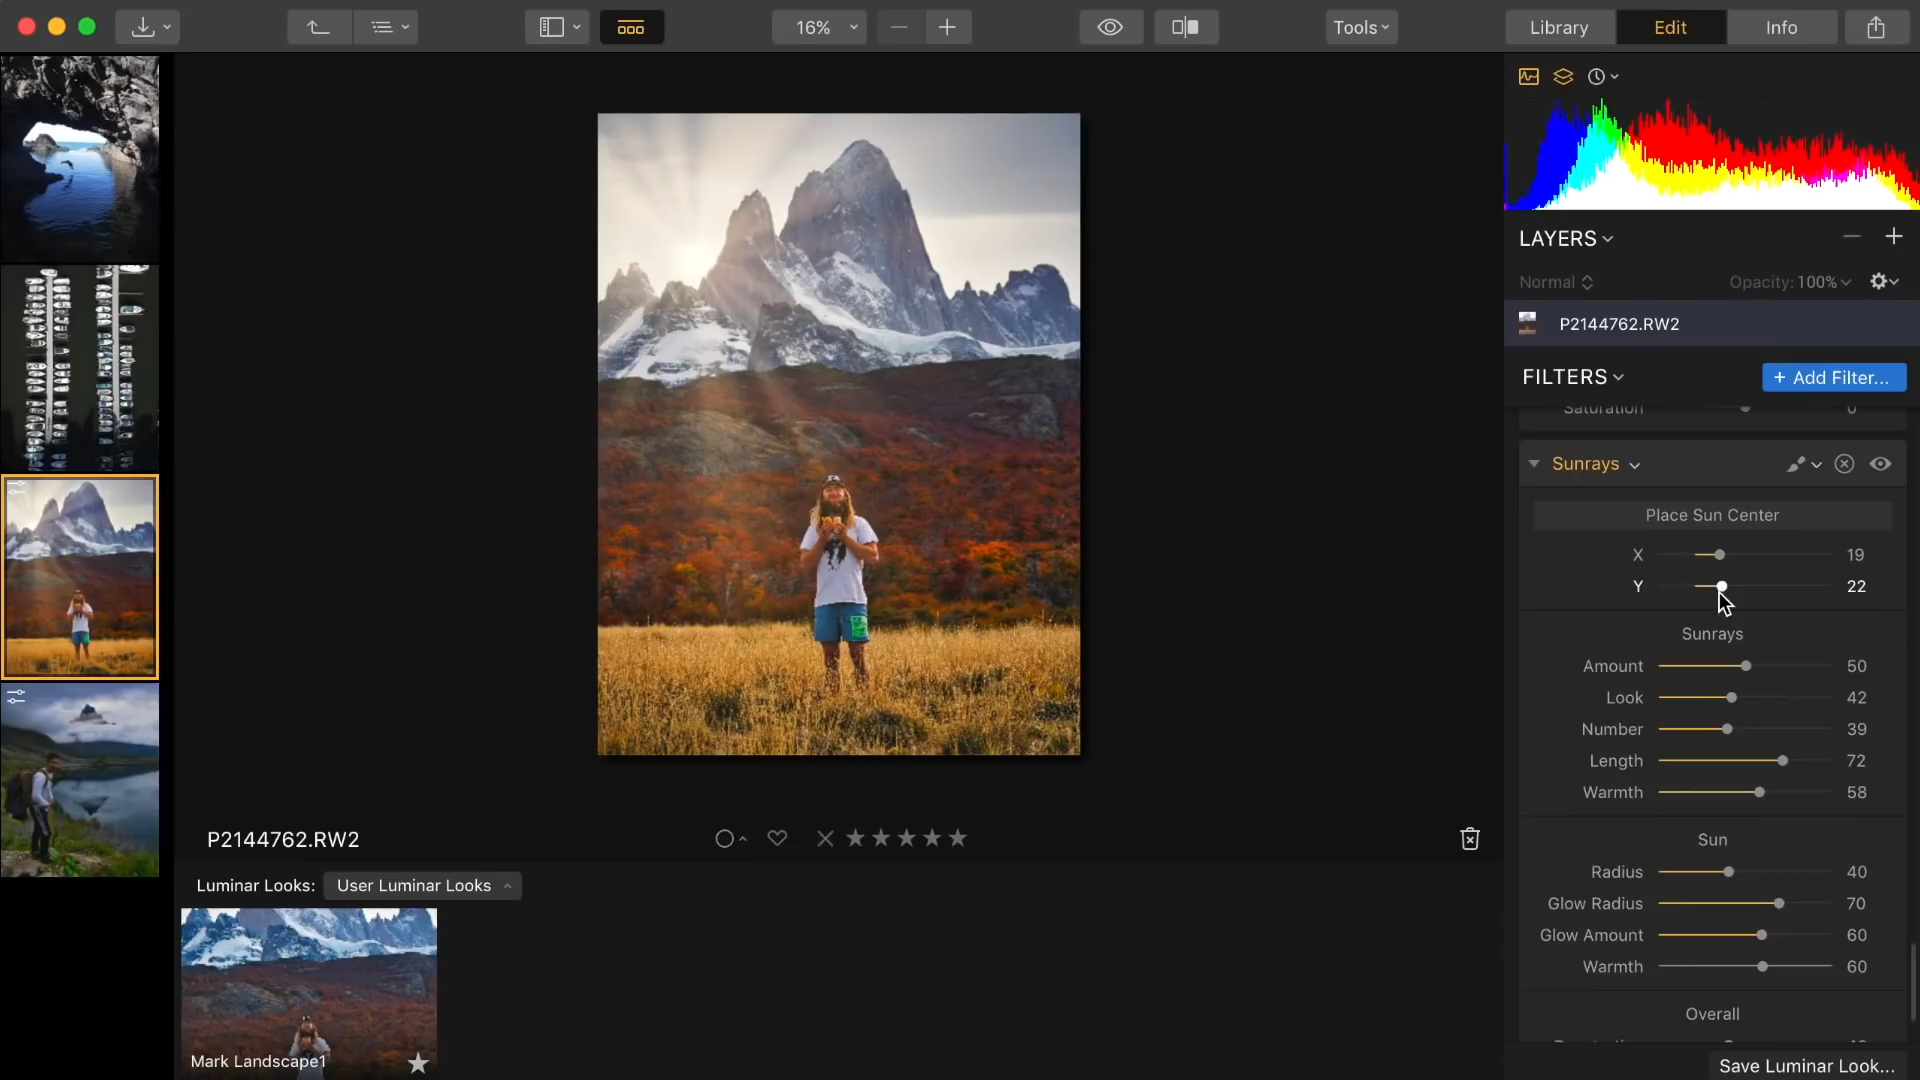 16%
Tools
Library
Edit
Info
LAYERS
Normal
Opacity: 100%
P2144762.RW2
FILTERS
+ Add Filter...
Saturation 0
Sunrays
Place Sun Center
X 19
Y 22
Sunrays
Amount 50
Look 42
Number 39
Length 72
Warmth 58
Sun
Radius 40
Glow Radius 70
Glow Amount 60
Warmth 60
Overall
Save Luminar Look...
P2144762.RW2
Luminar Looks: User Luminar Looks
Mark Landscape1